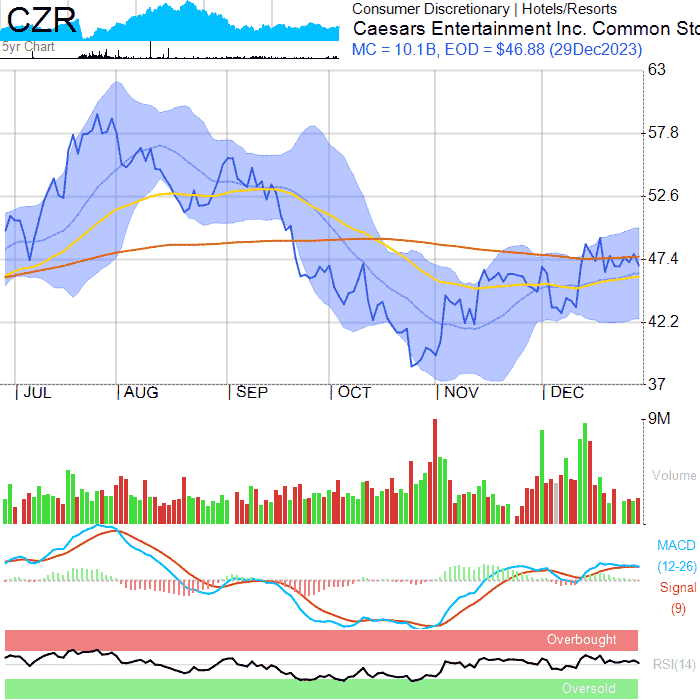 CZR
5yr Chart
Consumer Discretionary | Hotels/Resorts
Caesars Entertainment Inc. Common Sto
MC = 10.1B, EOD = $46.88 (29Dec2023)
63
57.8
52.6
47.4
42.2
37
| JUL | AUG | SEP | OCT | NOV | DEC
9M
Volume
MACD
(12-26)
Signal
(9)
Overbought
RSI(14)
Oversold